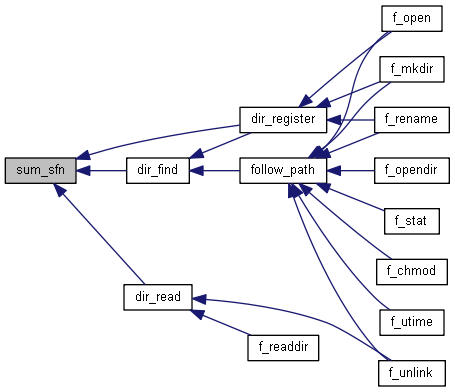 f_open
f_mkdir
dir_register
f_rename
sum_sfn
dir_find
follow_path
f_opendir
f_stat
f_chmod
dir_read
f_utime
f_readdir
f_unlink